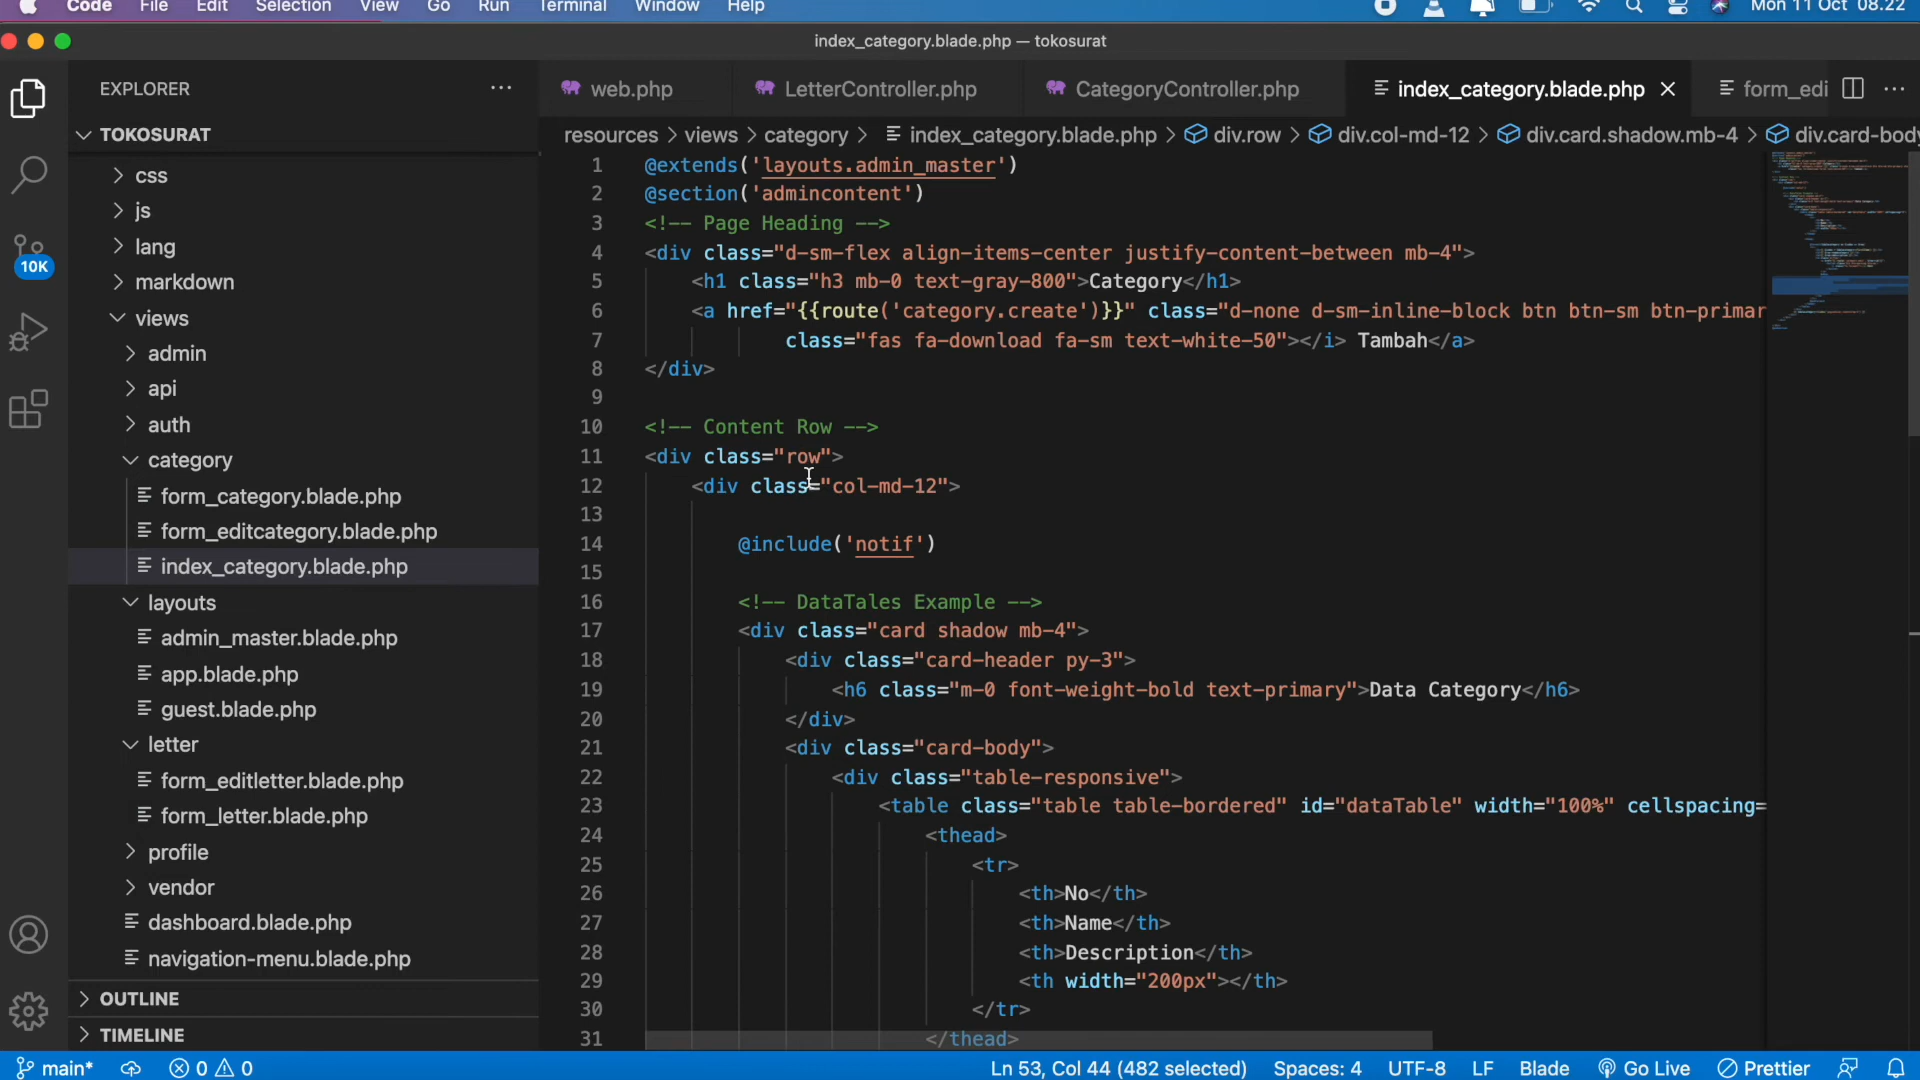 Code File Edit Selection View Go Run Terminal Window Help Mon 11 Oct 08.22
index_category.blade.php — tokosurat
EXPLORER
web.php LetterController.php CategoryController.php index_category.blade.php form_edi
TOKOSURAT
resources > views > category > index_category.blade.php > div.row > div.col-md-12 > div.card.shadow.mb-4 > div.card-body
css
js
lang
markdown
views
admin
api
auth
category
form_category.blade.php
form_editcategory.blade.php
index_category.blade.php
layouts
admin_master.blade.php
app.blade.php
guest.blade.php
letter
form_editletter.blade.php
form_letter.blade.php
profile
vendor
dashboard.blade.php
navigation-menu.blade.php
OUTLINE
TIMELINE
10K
1 @extends('layouts.admin_master')
2 @section('admincontent')
3 <!-- Page Heading -->
4 <div class="d-sm-flex align-items-center justify-content-between mb-4">
5 <h1 class="h3 mb-0 text-gray-800">Category</h1>
6 <a href="{{route('category.create')}}" class="d-none d-sm-inline-block btn btn-sm btn-primar
7 class="fas fa-download fa-sm text-white-50"></i> Tambah</a>
8 </div>
9
10 <!-- Content Row -->
11 <div class="row">
12 <div class="col-md-12">
13
14 @include('notif')
15
16 <!-- DataTales Example -->
17 <div class="card shadow mb-4">
18 <div class="card-header py-3">
19 <h6 class="m-0 font-weight-bold text-primary">Data Category</h6>
20 </div>
21 <div class="card-body">
22 <div class="table-responsive">
23 <table class="table table-bordered" id="dataTable" width="100%" cellspacing=
24 <thead>
25 <tr>
26 <th>No</th>
27 <th>Name</th>
28 <th>Description</th>
29 <th width="200px"></th>
30 </tr>
31 </thead>
main* 0 0 Ln 53, Col 44 (482 selected) Spaces: 4 UTF-8 LF Blade Go Live Prettier